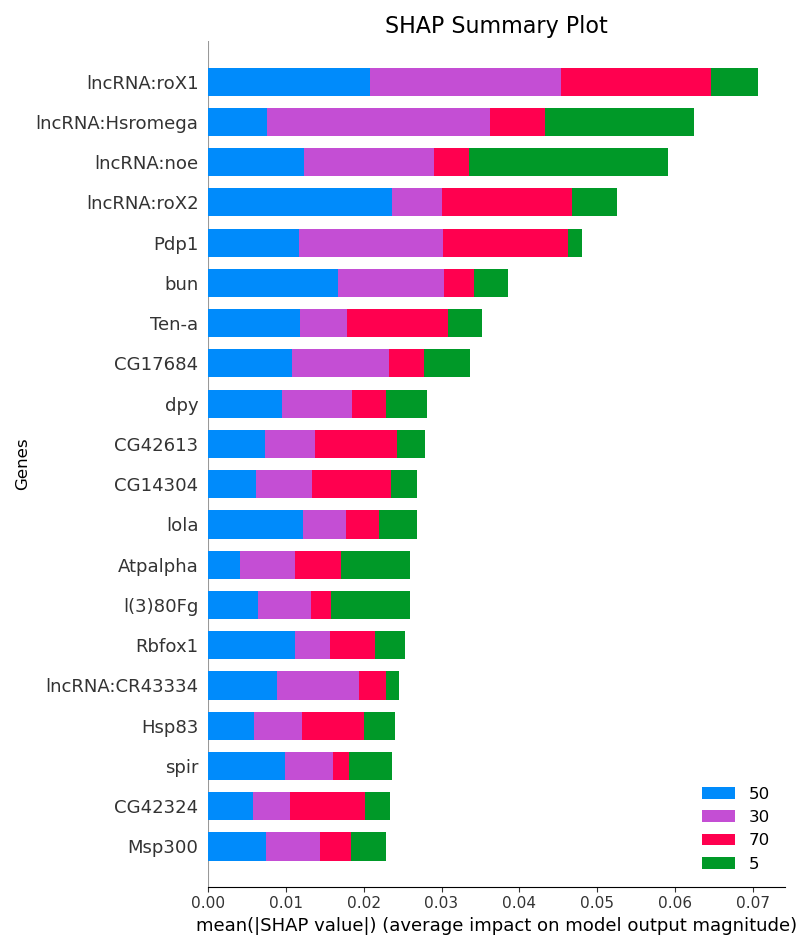 SHAP Summary Plot
lncRNA:roX1
lncRNA:Hsromega
lncRNA:noe
lncRNA:roX2
Pdp1
bun
Ten-a
CG17684
dpy
CG42613
CG14304
lola
Atpalpha
l(3)80Fg
Rbfox1
lncRNA:CR43334
Hsp83
spir
CG42324
Msp300
Genes
50
30
70
5
0.00 0.01 0.02 0.03 0.04 0.05 0.06 0.07
mean(|SHAP value|) (average impact on model output magnitude)